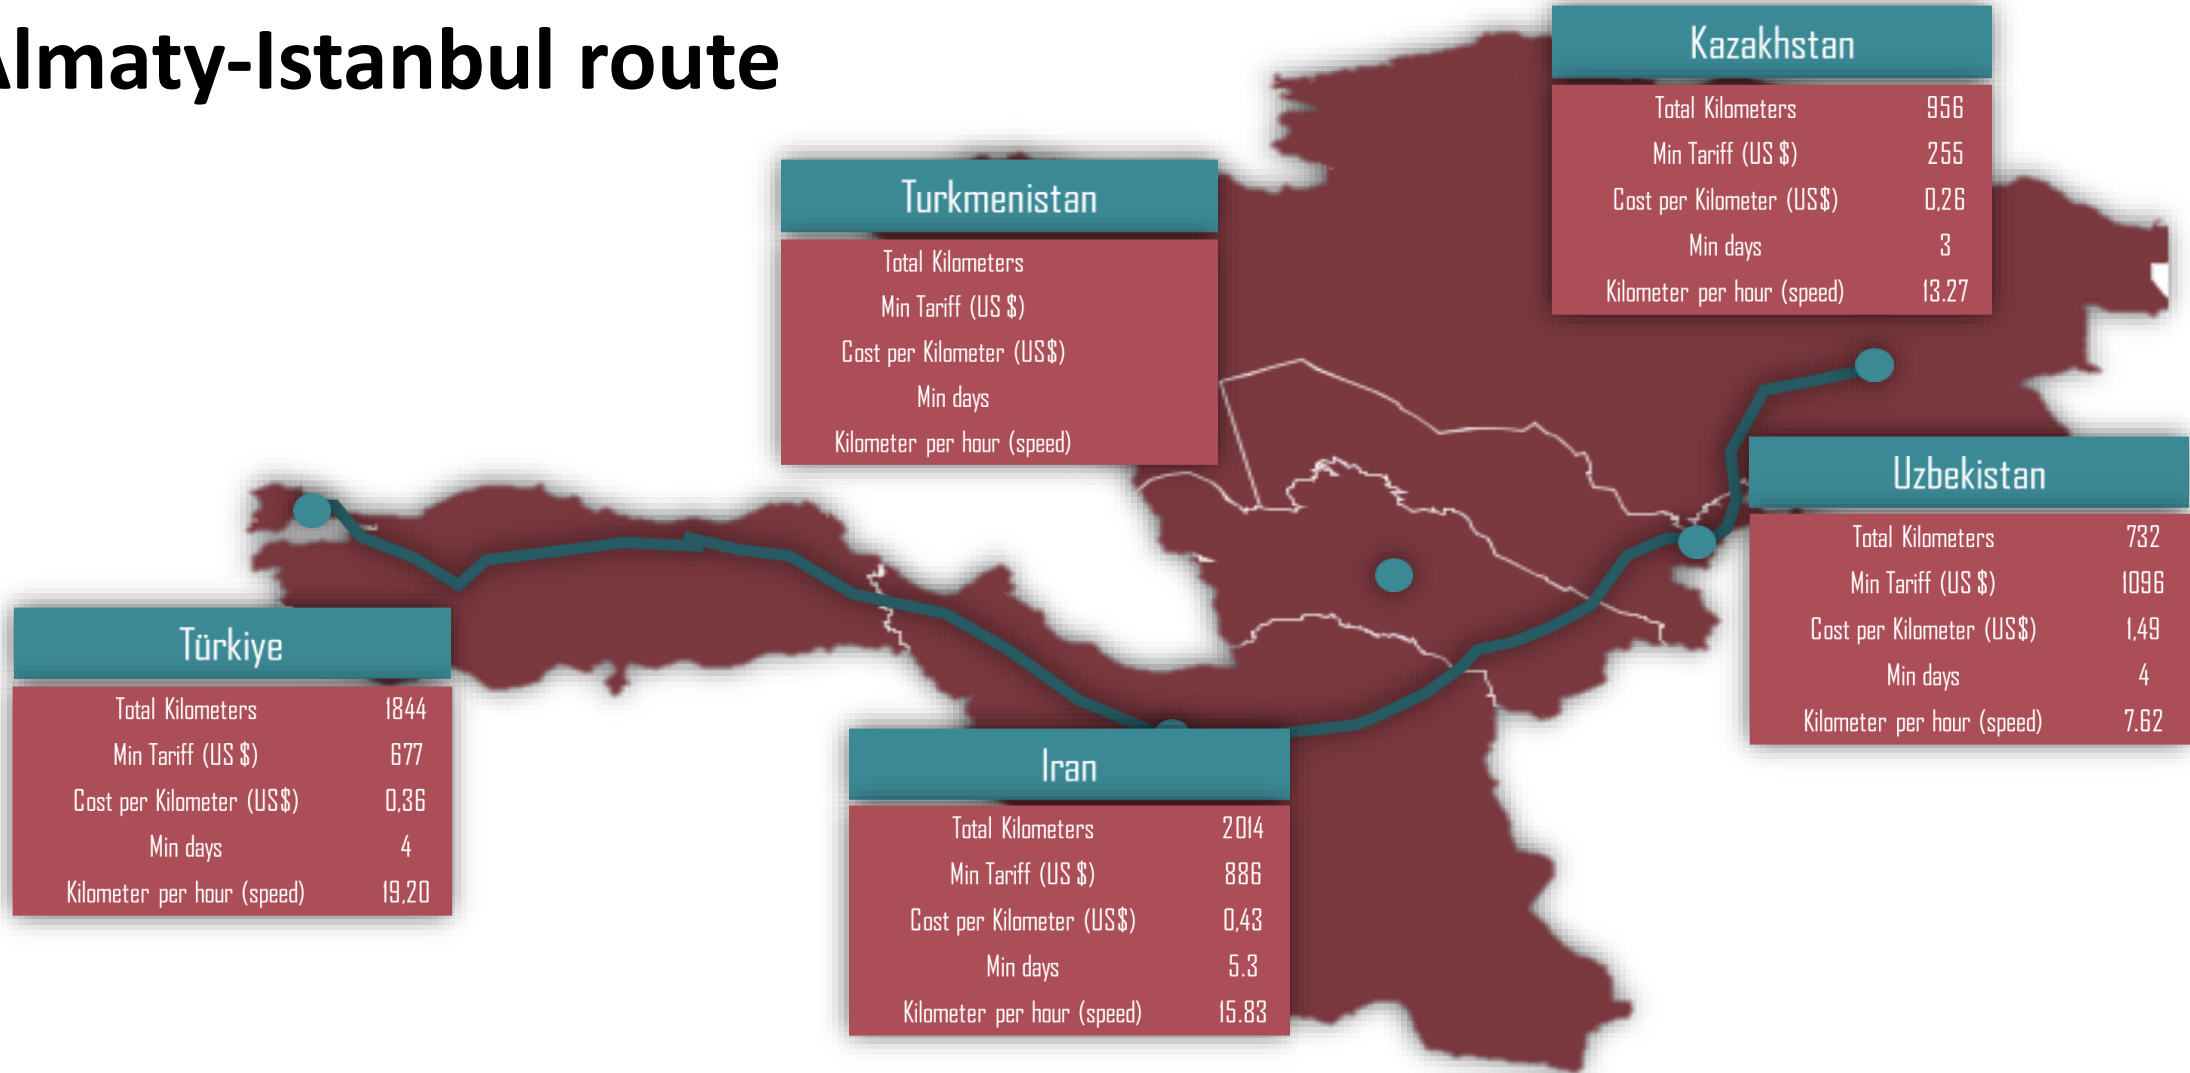 Almaty-Istanbul route
Kazakhstan
Total Kilometers 956
Min Tariff (US $) 255
Cost per Kilometer (US$) 0,26
Min days 3
Kilometer per hour (speed) 13.27
Turkmenistan
Total Kilometers
Min Tariff (US $)
Cost per Kilometer (US$)
Min days
Kilometer per hour (speed)
Uzbekistan
Total Kilometers 732
Min Tariff (US $) 1096
Cost per Kilometer (US$) 1,49
Min days 4
Kilometer per hour (speed) 7.62
Türkiye
Total Kilometers 1844
Min Tariff (US $) 677
Cost per Kilometer (US$) 0,36
Min days 4
Kilometer per hour (speed) 19,20
Iran
Total Kilometers 2014
Min Tariff (US $) 886
Cost per Kilometer (US$) 0,43
Min days 5.3
Kilometer per hour (speed) 15.83